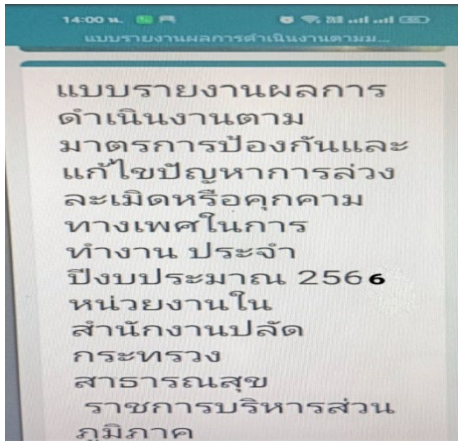 14:00 น.
แบบรายงานผลการดำเนินงานตามม...
แบบรายงานผลการ
ดำเนินงานตาม
มาตรการป้องกันและ
แก้ไขปัญหาการล่วง
ละเมิดหรือคุกคาม
ทางเพศในการ
ทำงาน ประจำ
ปีงบประมาณ 2566
หน่วยงานใน
สำนักงานปลัด
กระทรวง
สาธารณสุข
ราชการบริหารส่วน
ภูมิภาค